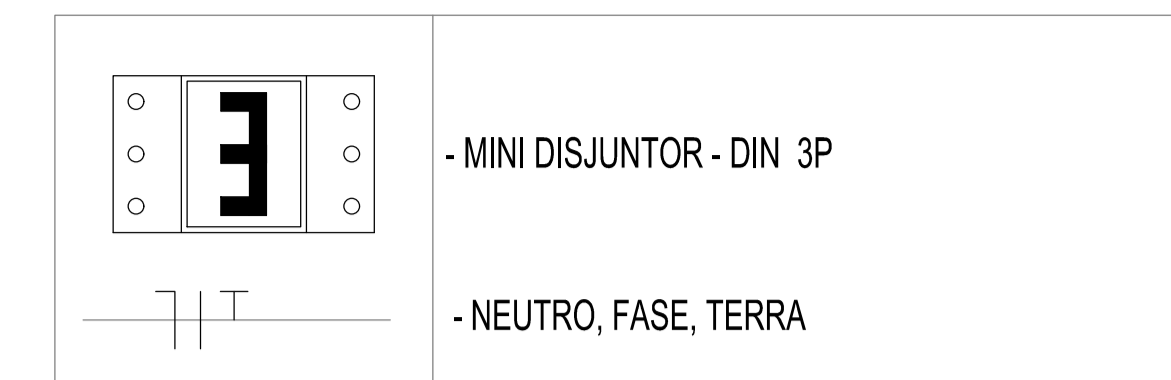 - MINI DISJUNTOR - DIN 3P
- NEUTRO, FASE, TERRA